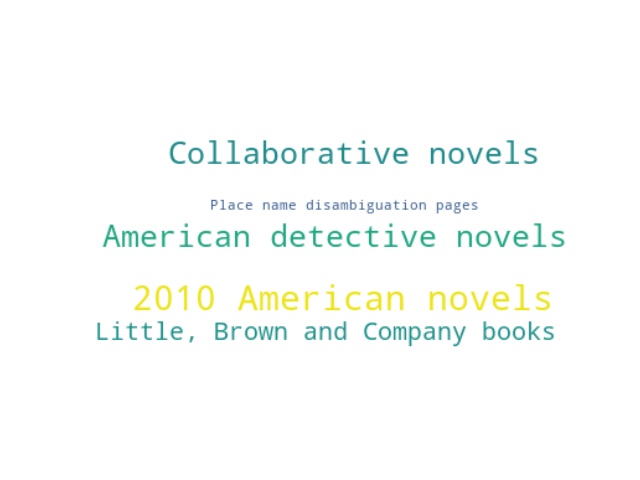 Collaborative novels
Place name disambiguation pages
American detective novels
2010 American novels
Little, Brown and Company books